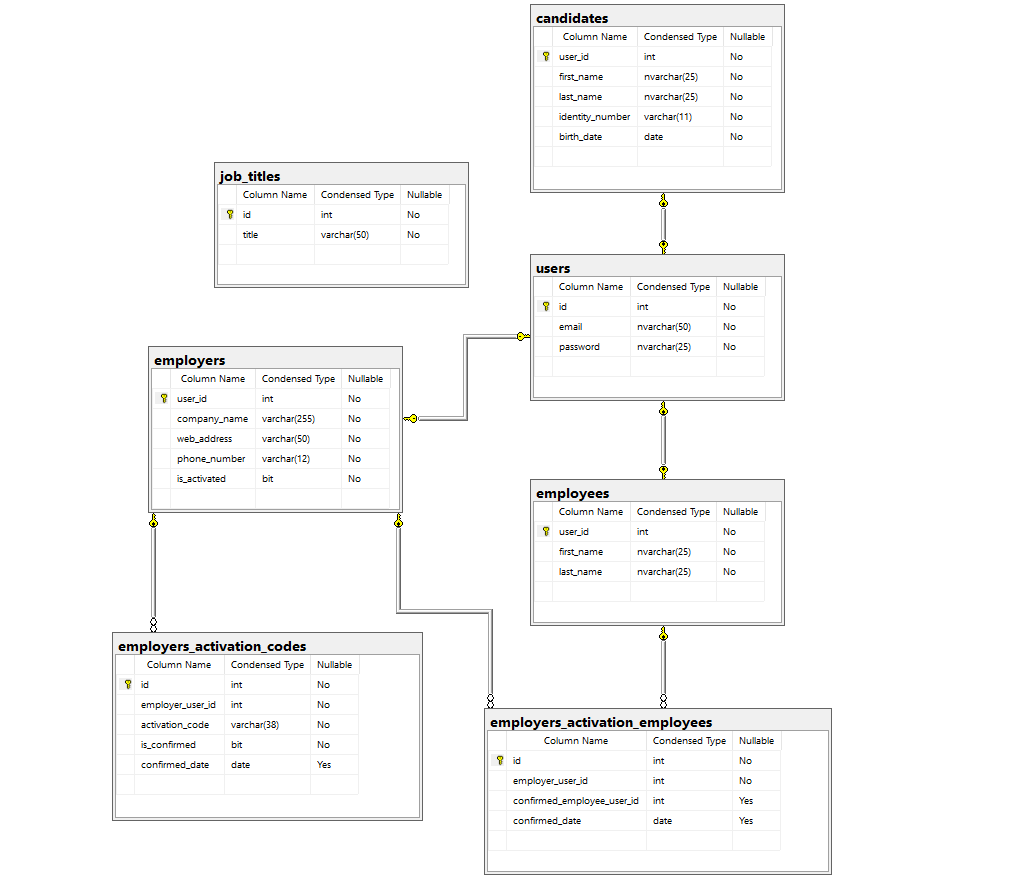 candidates
Column Name Condensed Type Nullable
user_id int No
first_name nvarchar(25) No
last_name nvarchar(25) No
identity_number varchar(11) No
birth_date date No
job_titles
Column Name Condensed Type Nullable
id int No
title varchar(50) No
users
Column Name Condensed Type Nullable
id int No
email nvarchar(50) No
password nvarchar(25) No
employers
Column Name Condensed Type Nullable
user_id int No
company_name varchar(255) No
web_address varchar(50) No
phone_number varchar(12) No
is_activated bit No
employees
Column Name Condensed Type Nullable
user_id int No
first_name nvarchar(25) No
last_name nvarchar(25) No
employers_activation_codes
Column Name Condensed Type Nullable
id int No
employer_user_id int No
activation_code varchar(38) No
is_confirmed bit No
confirmed_date date Yes
employers_activation_employees
Column Name Condensed Type Nullable
id int No
employer_user_id int No
confirmed_employee_user_id int Yes
confirmed_date date Yes